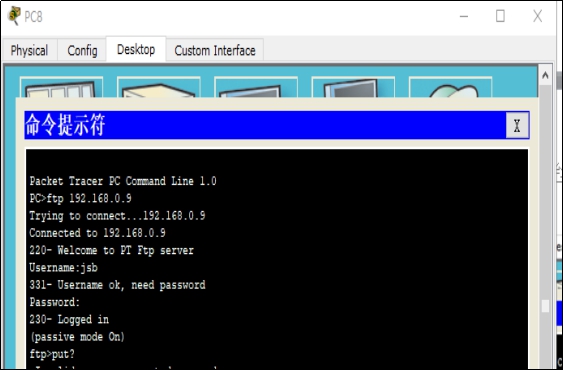 PC8
Physical Config Desktop Custom Interface
命令提示符
X
Packet Tracer PC Command Line 1.0
PC>ftp 192.168.0.9
Trying to connect...192.168.0.9
Connected to 192.168.0.9
220- Welcome to PT Ftp server
Username:jsb
331- Username ok, need password
Password:
230- Logged in
(passive mode On)
ftp>put?